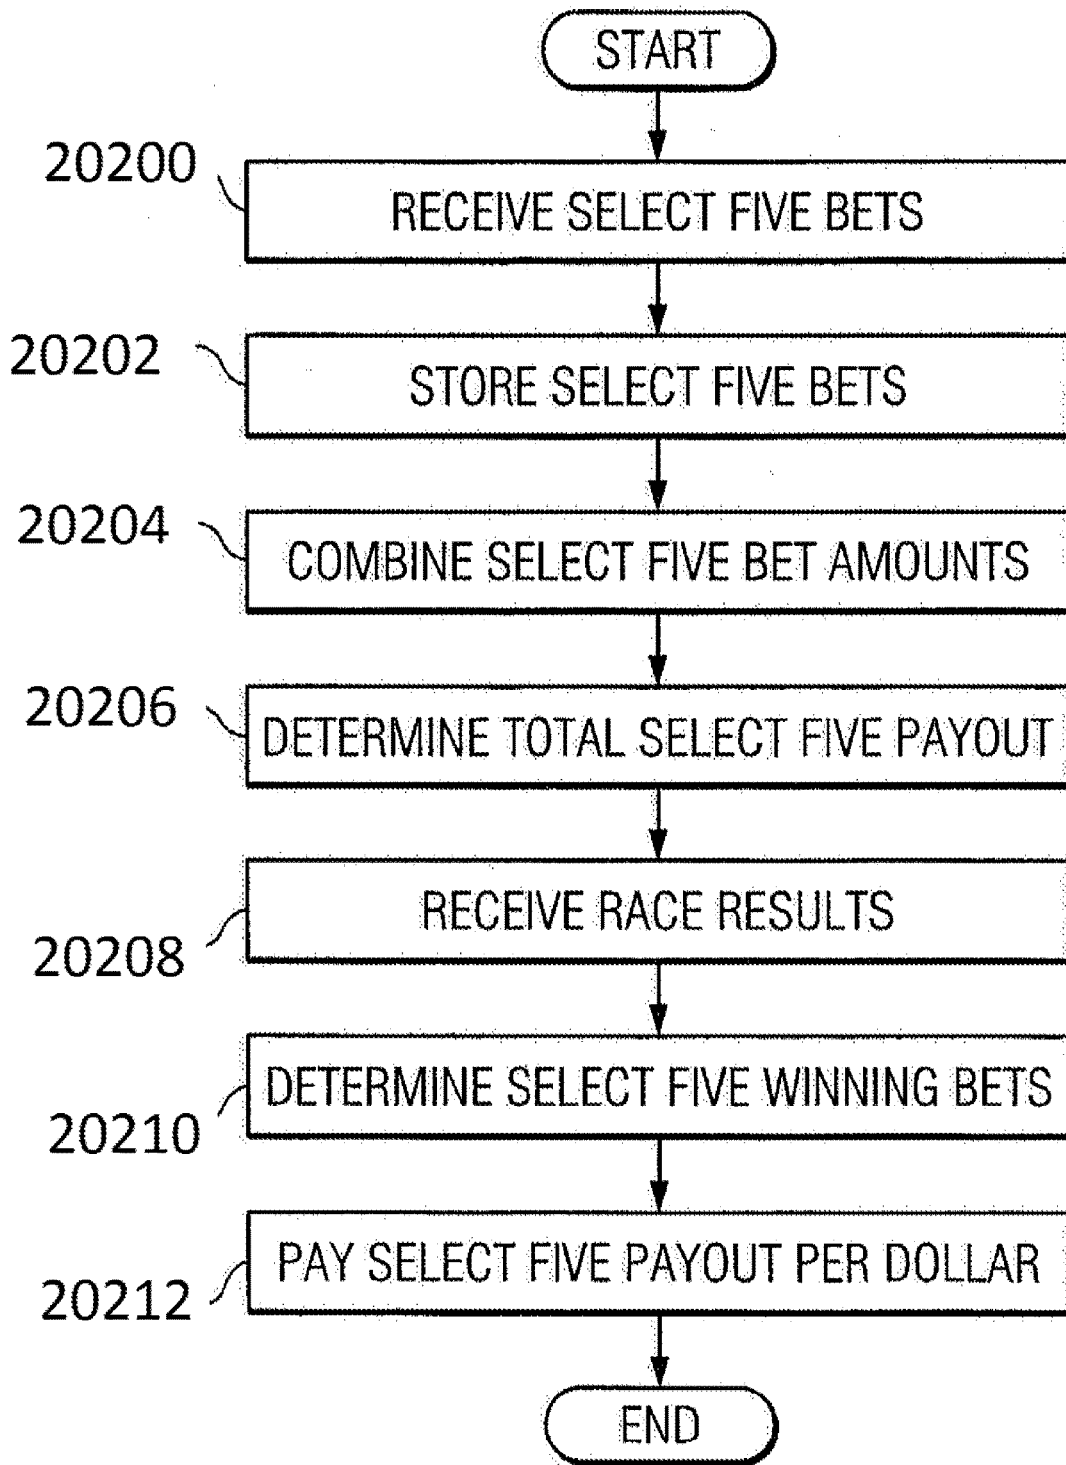 START
20200
RECEIVE SELECT FIVE BETS
20202
STORE SELECT FIVE BETS
20204
COMBINE SELECT FIVE BET AMOUNTS
20206
DETERMINE TOTAL SELECT FIVE PAYOUT
RECEIVE RACE RESULTS
20208
DETERMINE SELECT FIVE WINNING BETS
20210
PAY SELECT FIVE PAYOUT PER DOLLAR
20212
END